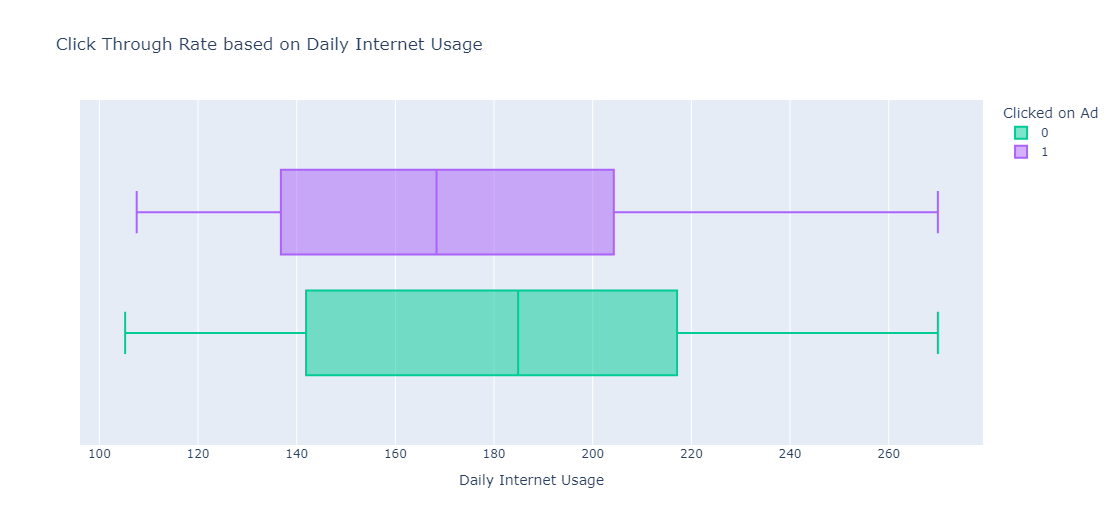 Click Through Rate based on Daily Internet Usage
Clicked on Ad
0
1
100 120 140 160 180 200 220 240 260
Daily Internet Usage